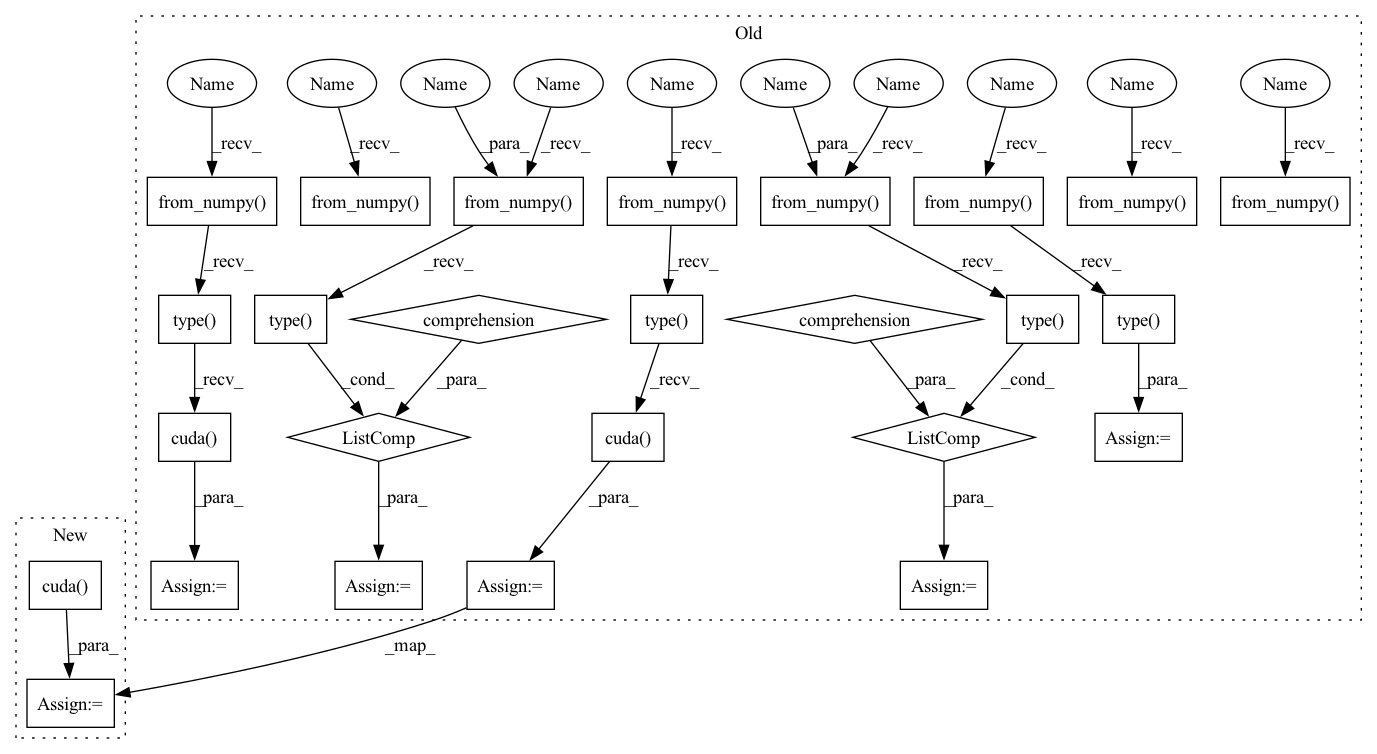 Old
Name Name Name Name Name Name Name Name Name Name
_recv_ _recv_ _para_ _recv_ _recv_ _para_ _recv_ _recv_ _recv_ _recv_
from_numpy() from_numpy() from_numpy() from_numpy() from_numpy() from_numpy() from_numpy() from_numpy()
_recv_ _recv_ _recv_ _recv_ _recv_
type() type() comprehension type() comprehension type() type()
_recv_ _cond_ _para_ _recv_ _para_ _cond_ _para_
cuda() ListComp cuda() ListComp Assign:=
_para_ _para_ _para_ _para_
New
cuda() Assign:= Assign:= Assign:= Assign:=
_para_ _map_
Assign:=